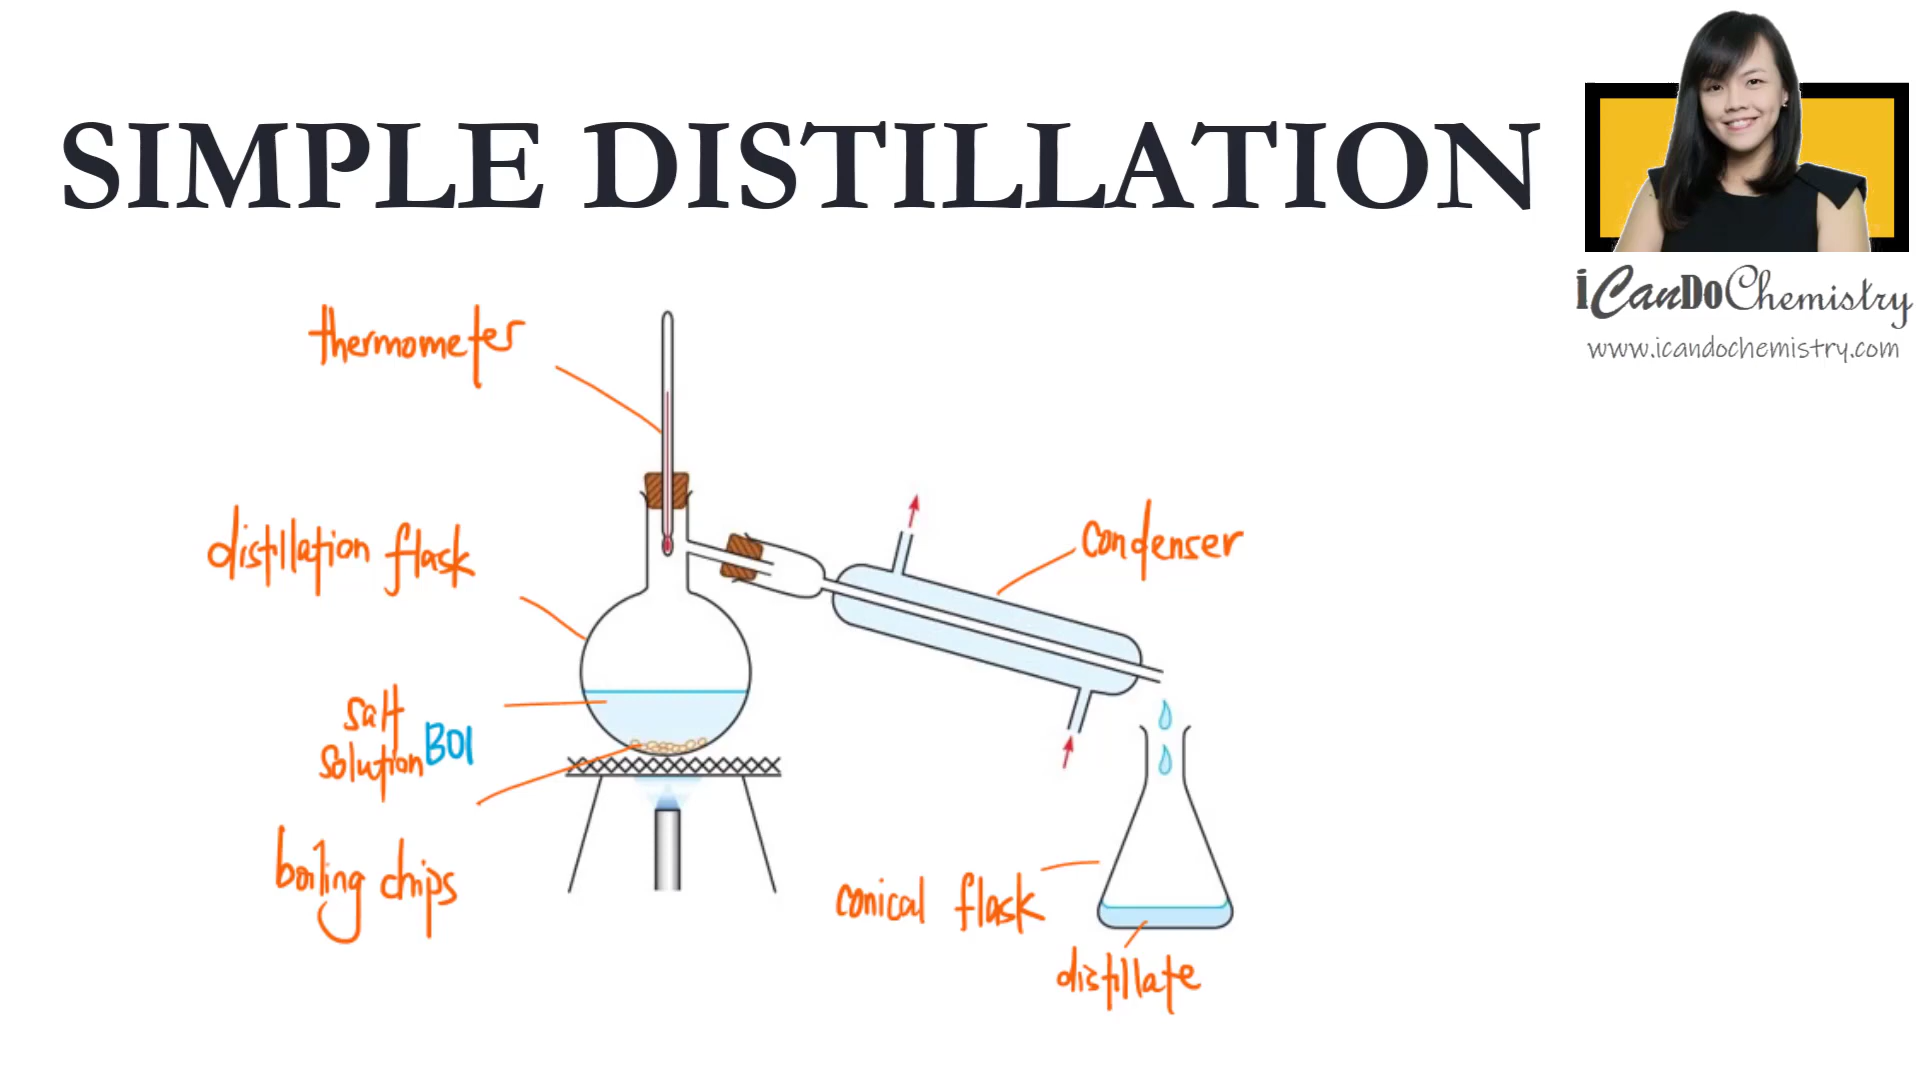 SIMPLE DISTILLATION
iCanDoChemistry
www.icandochemistry.com
thermometer
distillation flask
condenser
salt
solution BOI
boiling chips
conical flask
distillate